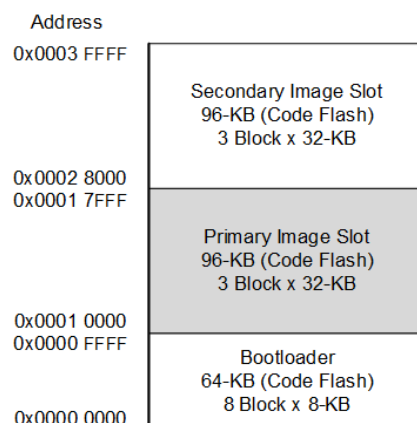 Address
0x0003 FFFF
Secondary Image Slot
96-KB (Code Flash)
3 Block x 32-KB
0x0002 8000
0x0001 7FFF
Primary Image Slot
96-KB (Code Flash)
3 Block x 32-KB
0x0001 0000
0x0000 FFFF
Bootloader
64-KB (Code Flash)
8 Block x 8-KB
0x0000 0000